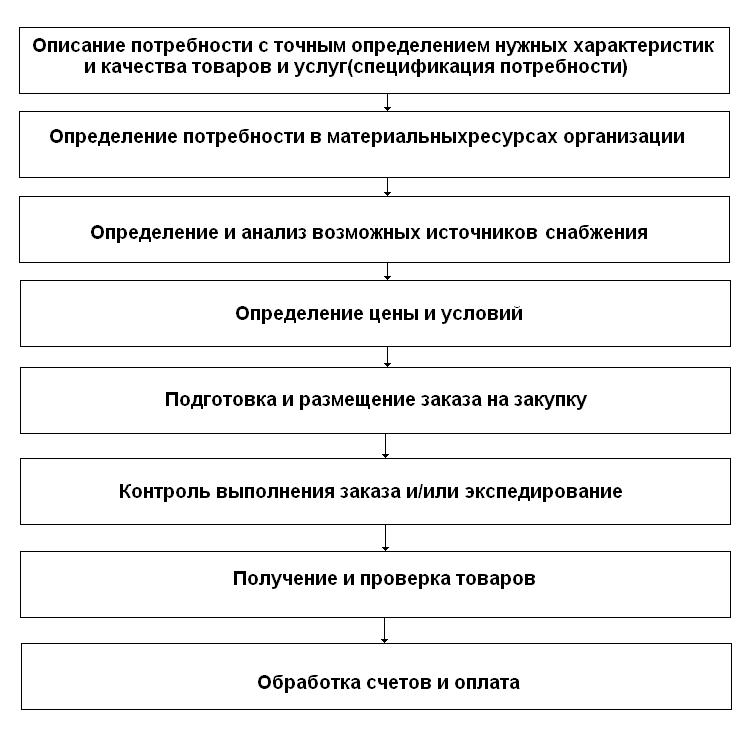 Описание потребности с точным определением нужных характеристик
и качества товаров и услуг(спецификация потребности)
Определение потребности в материальныхресурсах организации
Определение и анализ возможных источников снабжения
Определение цены и условий
Подготовка и размещение заказа на закупку
Контроль выполнения заказа и/или экспедирование
Получение и проверка товаров
Обработка счетов и оплата